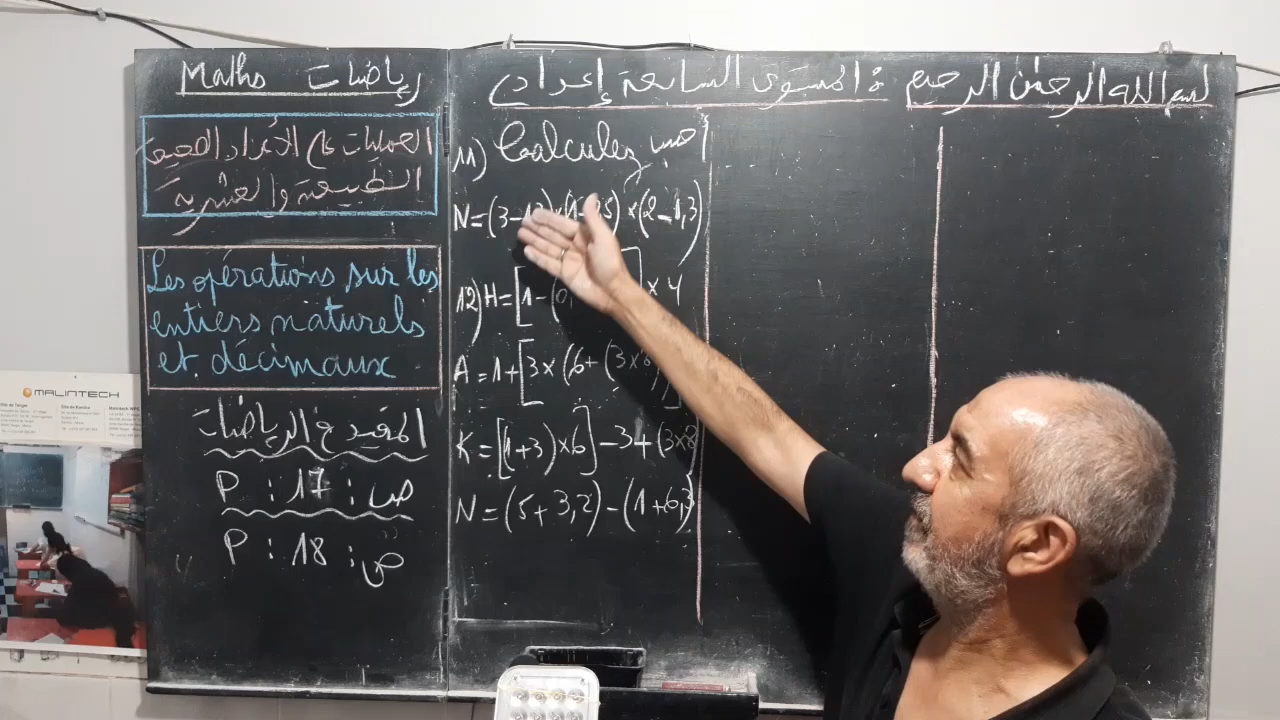 Maths رياضيات
العمليات على الأعداد الصحيحة
الطبيعية والعشرية
Les opérations sur les
entiers naturels
et décimaux
المفيد في الرياضيات
P : 17 : ص
P : 18 : ص
بسم الله الرحمن الرحيم : المستوى السابعة إعدادي
11) Calculez أحسب
N = (3 - × (2 - 1,3)
12) H = [1 - (0, ] × 4
A = 1 + [3 × (6 + (3 ×
K = [(1 + 3) × 6] - 3 + (3 × 8
N = (5 + 3,2) - (1 + 6,3)
MALINTECH